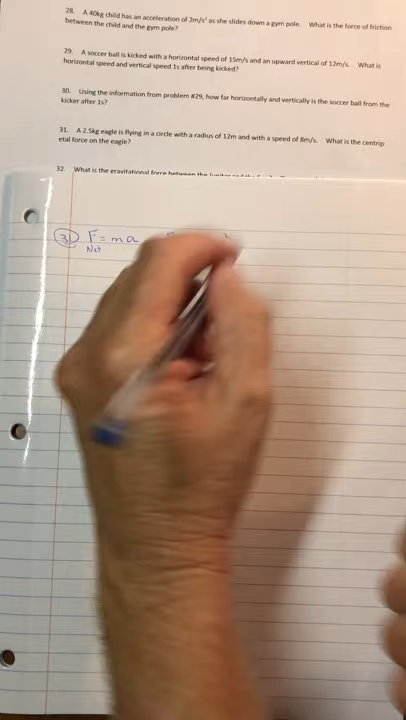 28. A 40kg child has an acceleration of 2m/s² as she slides down a gym pole. What is the force of friction
between the child and the gym pole?
29. A soccer ball is kicked with a horizontal speed of 15m/s and an upward vertical of 12m/s. What is
horizontal speed and vertical speed 1s after being kicked?
30. Using the information from problem #29, how far horizontally and vertically is the soccer ball from the
kicker after 1s?
31. A 2.5kg eagle is flying in a circle with a radius of 12m and with a speed of 8m/s. What is the centrip
etal force on the eagle?
32. What is the gravitational force between the
31 F = ma
Net